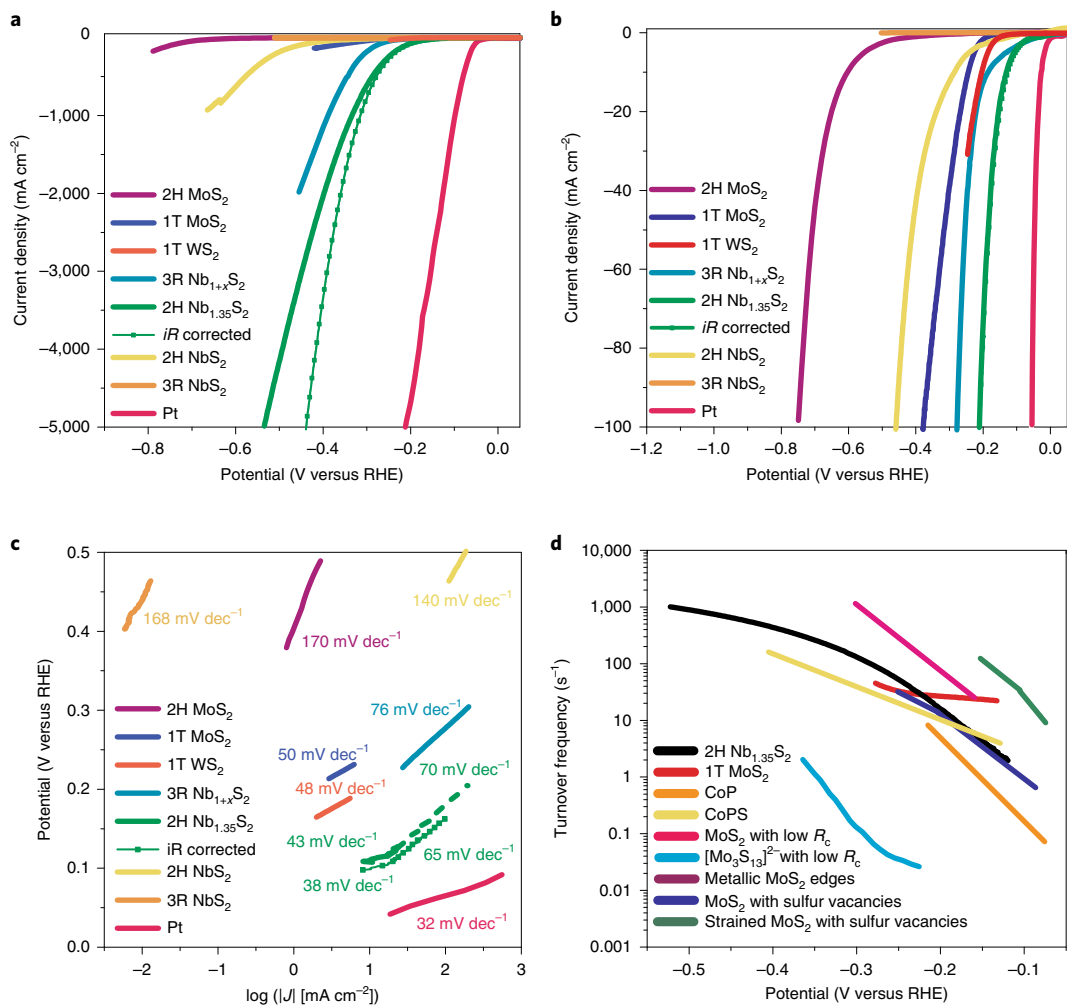 a
0
−1,000
−2,000
−3,000
−4,000
−5,000
Current density (mA cm−2)
2H MoS2
1T MoS2
1T WS2
3R Nb1+xS2
2H Nb1.35S2
iR corrected
2H NbS2
3R NbS2
Pt
−0.8
−0.6
−0.4
−0.2
0.0
Potential (V versus RHE)
b
0
−20
−40
−60
−80
−100
Current density (mA cm−2)
2H MoS2
1T MoS2
1T WS2
3R Nb1+xS2
2H Nb1.35S2
iR corrected
2H NbS2
3R NbS2
Pt
−1.2
−1.0
−0.8
−0.6
−0.4
−0.2
0.0
Potential (V versus RHE)
c
0.5
0.4
0.3
0.2
0.1
0.0
Potential (V versus RHE)
168 mV dec−1
170 mV dec−1
140 mV dec−1
76 mV dec−1
50 mV dec−1
48 mV dec−1
70 mV dec−1
43 mV dec−1
65 mV dec−1
38 mV dec−1
32 mV dec−1
2H MoS2
1T MoS2
1T WS2
3R Nb1+xS2
2H Nb1.35S2
iR corrected
2H NbS2
3R NbS2
Pt
−2
−1
0
1
2
3
log (|J| [mA cm−2])
d
10,000
1,000
100
10
1
0.1
0.01
0.001
Turnover frequency (s−1)
2H Nb1.35S2
1T MoS2
CoP
CoPS
MoS2 with low Rc
[Mo3S13]2− with low Rc
Metallic MoS2 edges
MoS2 with sulfur vacancies
Strained MoS2 with sulfur vacancies
−0.5
−0.4
−0.3
−0.2
−0.1
Potential (V versus RHE)